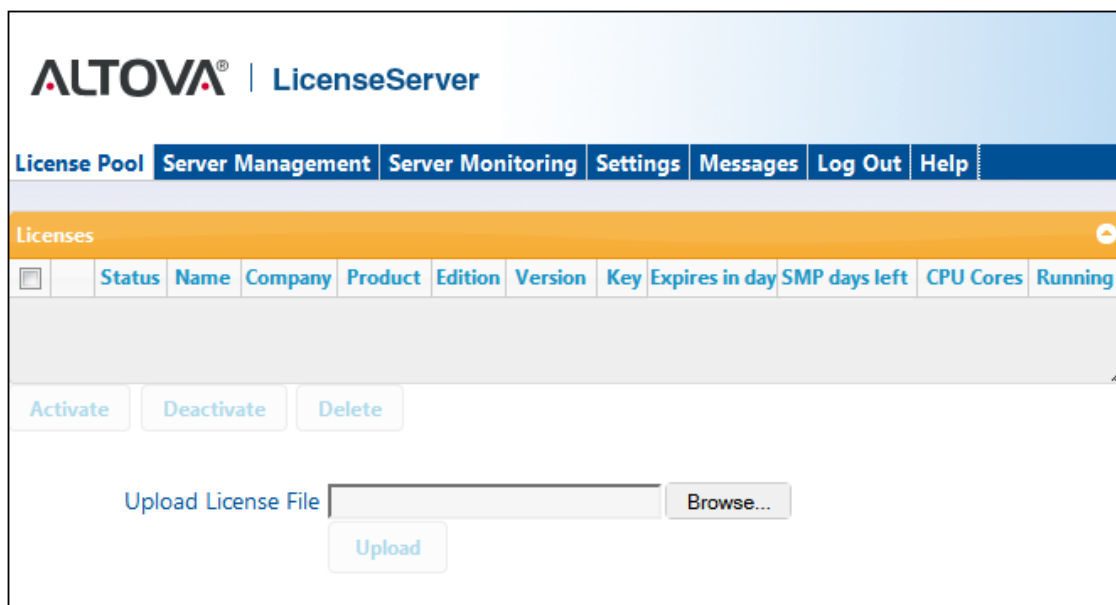 ALTOVA® | LicenseServer
License Pool Server Management Server Monitoring Settings Messages Log Out Help
Licenses
Status Name Company Product Edition Version Key Expires in day SMP days left CPU Cores Running
Activate Deactivate Delete
Upload License File Browse...
Upload